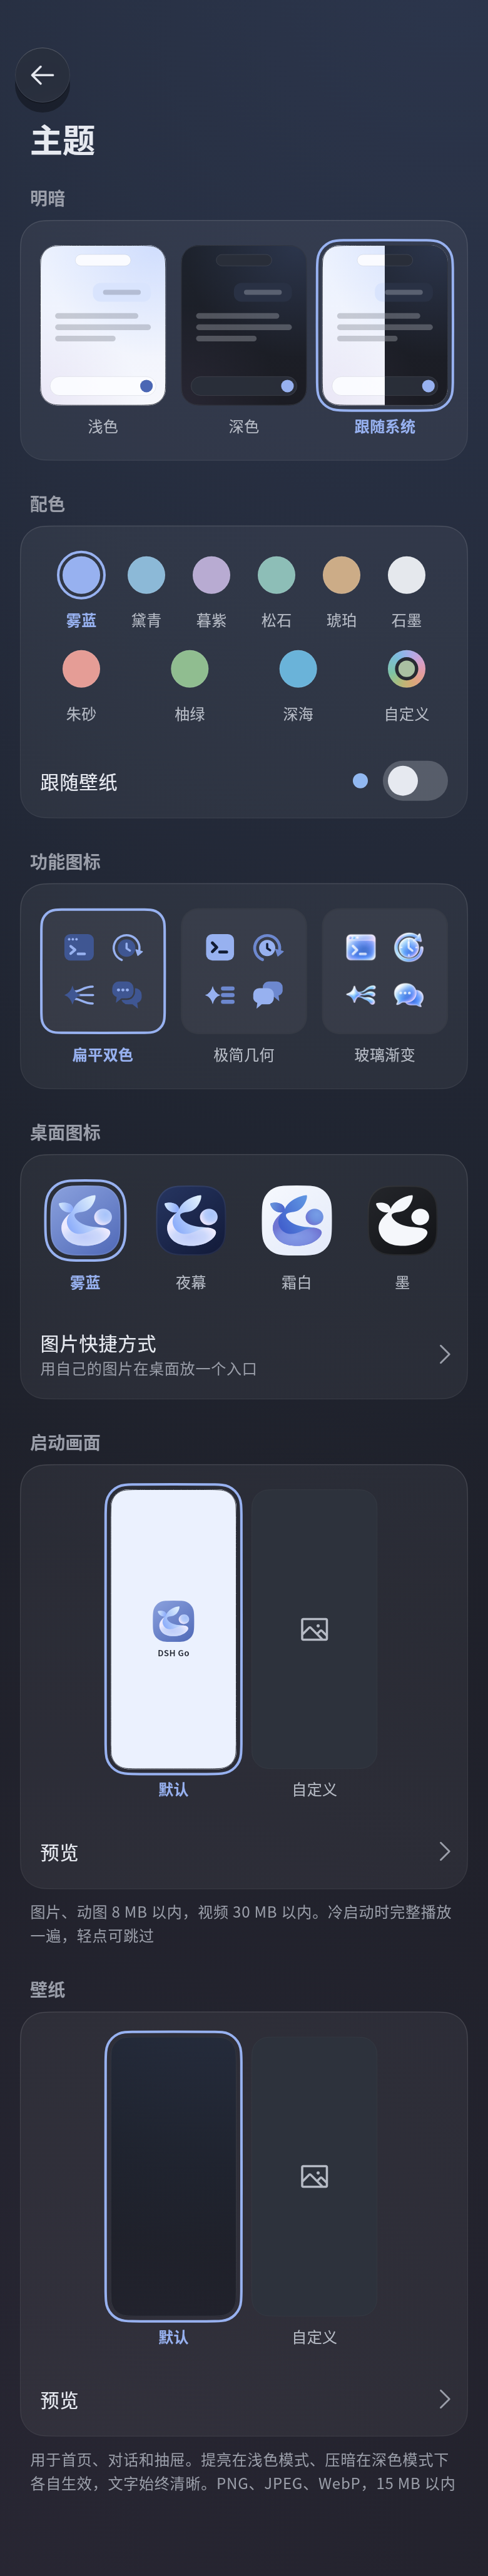 主题
明暗
浅色
深色
跟随系统
配色
雾蓝
黛青
暮紫
松石
琥珀
石墨
朱砂
柚绿
深海
自定义
跟随壁纸
功能图标
扁平双色
极简几何
玻璃渐变
桌面图标
雾蓝
夜幕
霜白
墨
图片快捷方式
用自己的图片在桌面放一个入口
启动画面
DSH Go
默认
自定义
预览
图片、动图 8 MB 以内，视频 30 MB 以内。冷启动时完整播放
一遍，轻点可跳过
壁纸
默认
自定义
预览
用于首页、对话和抽屉。提亮在浅色模式、压暗在深色模式下
各自生效，文字始终清晰。PNG、JPEG、WebP，15 MB 以内